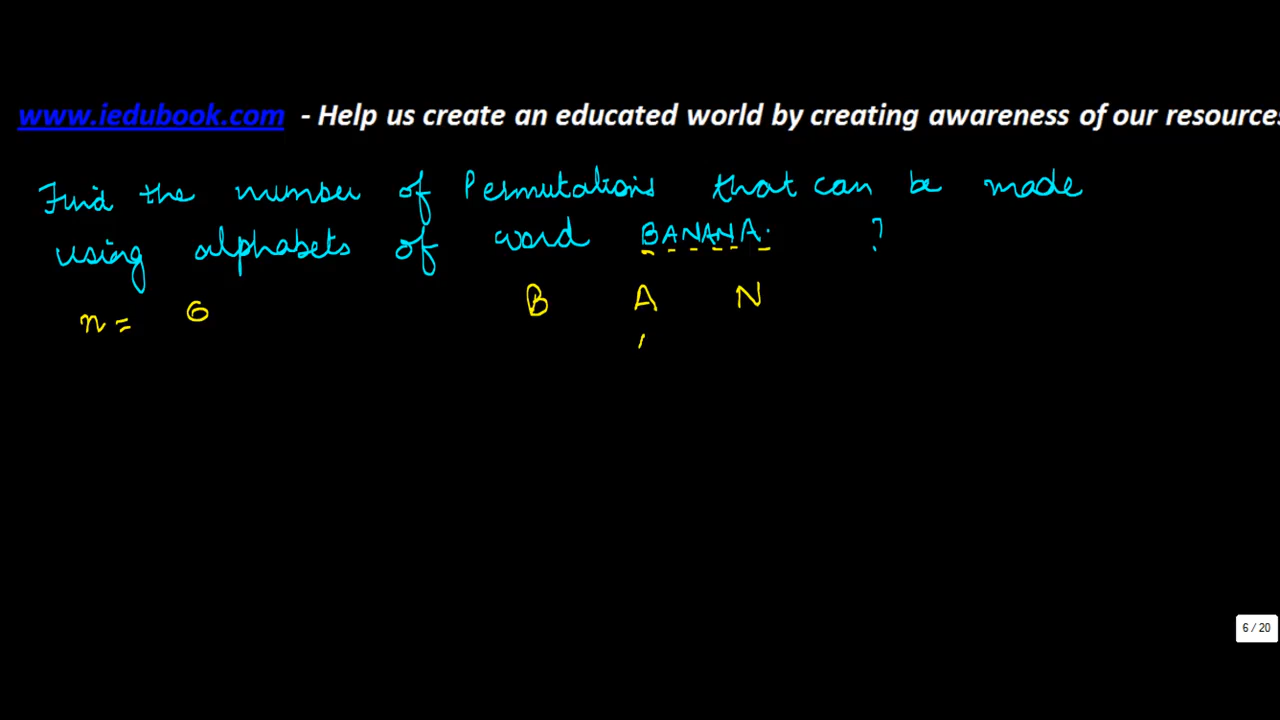 www.iedubook.com - Help us create an educated world by creating awareness of our resources
Find the number of Permutations that can be made
using alphabets of word BANANA. ?
B A N
n = 6
6 / 20